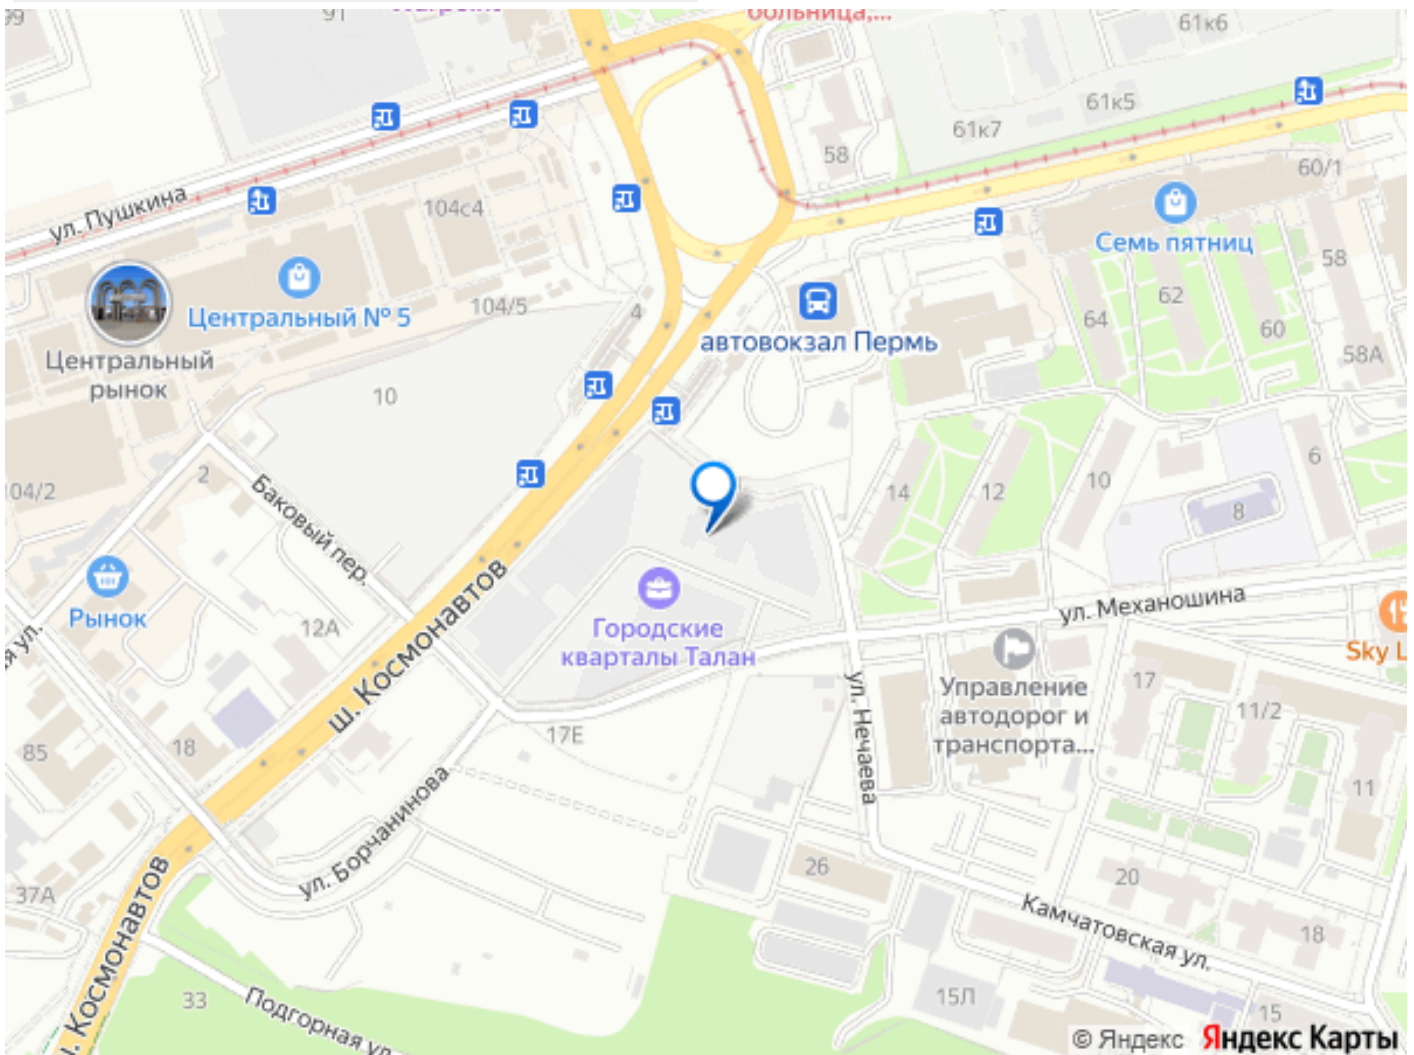 99
91
больница,...
61к6
61к5
61к7
58
60/1
ул. Пушкина
104с4
Семь пятниц
58
Центральный № 5
104/5
4
автовокзал Пермь
62
64
60
58А
Центральный
рынок
10
6
104/2
2
14
12
10
8
Баковый пер.
ш. Космонавтов
Рынок
12А
Городские
кварталы Талан
ул. Механошина
Sky L
Управление
автодорог и
транспорта...
17
11/2
ул. Нечаева
17Е
85
18
11
ул. Борчанинова
26
20
37А
ш. Космонавтов
Камчатовская ул.
18
33
Подгорная ул
15Л
15
© Яндекс Яндекс Карты